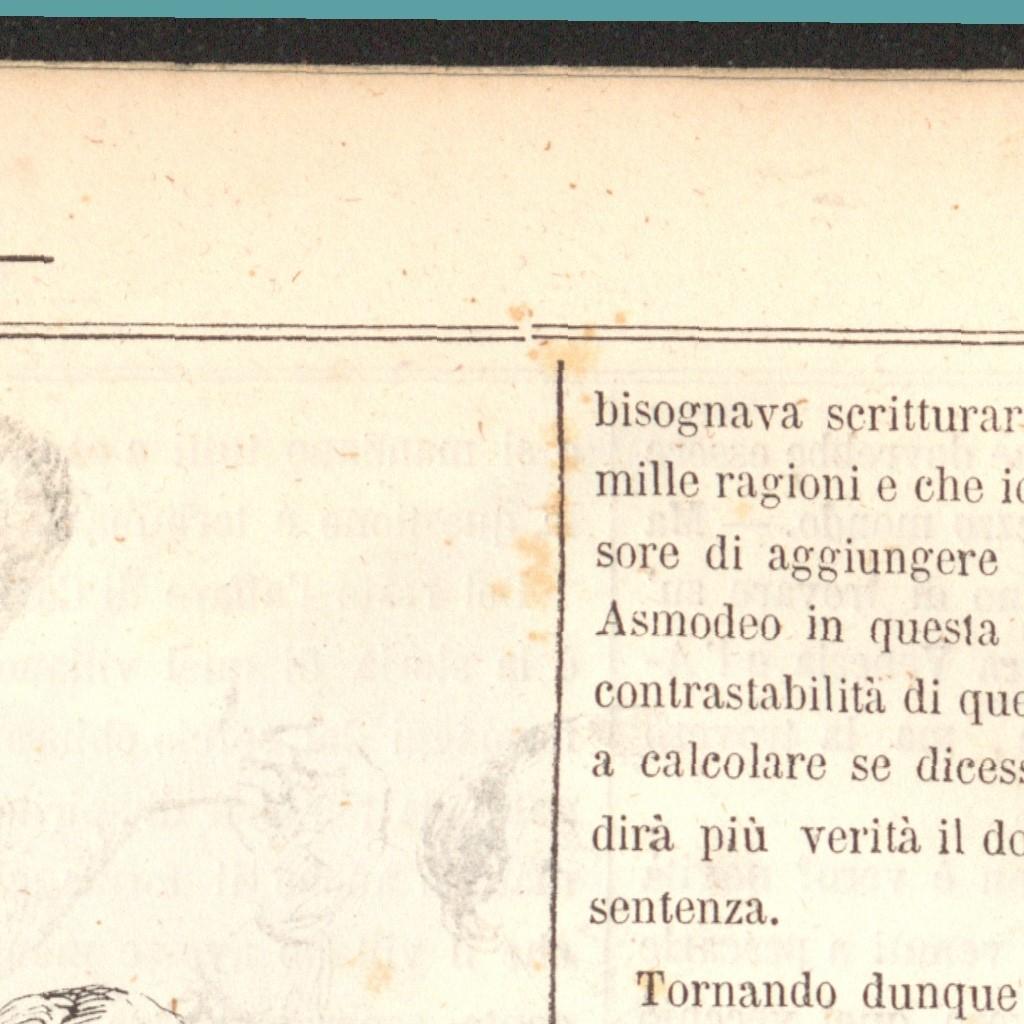 bisognava scritturar
mille ragioni e che
sore di aggiungere
Asmodeo in questa
contrastabilità di que
a calcolare se dicess
dirà più verità il do
sentenza.
Tornando dunque